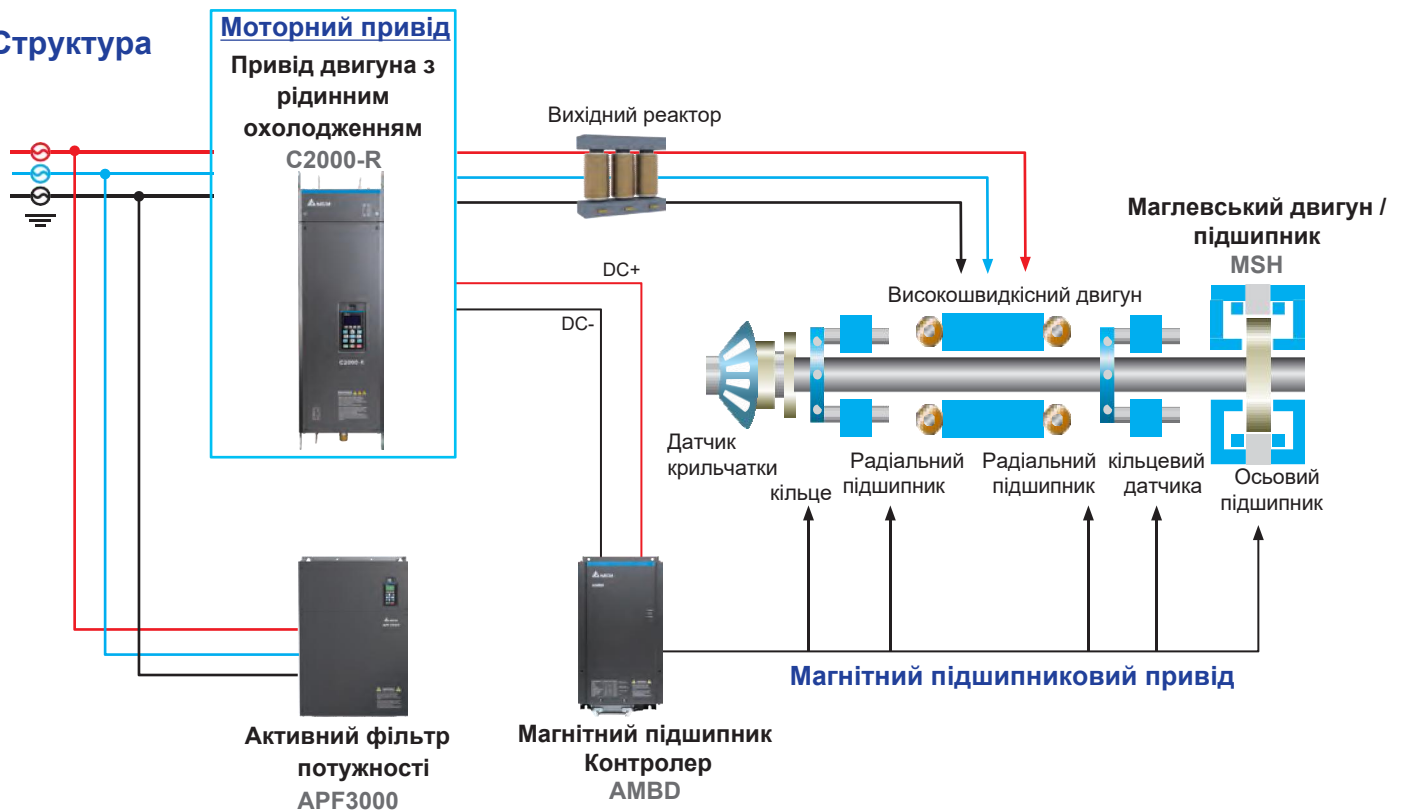 Структура
Моторний привід
Привід двигуна з
рідинним
охолодженням
C2000-R
Вихідний реактор
DC+
DC-
Маглевський двигун /
підшипник
MSH
Високошвидкісний двигун
Датчик
крильчатки
кільце
Радіальний
підшипник
Радіальний
підшипник
кільцевий
датчика
Осьовий
підшипник
Магнітний підшипниковий привід
Активний фільтр
потужності
APF3000
Магнітний підшипник
Контролер
AMBD
C2000-R